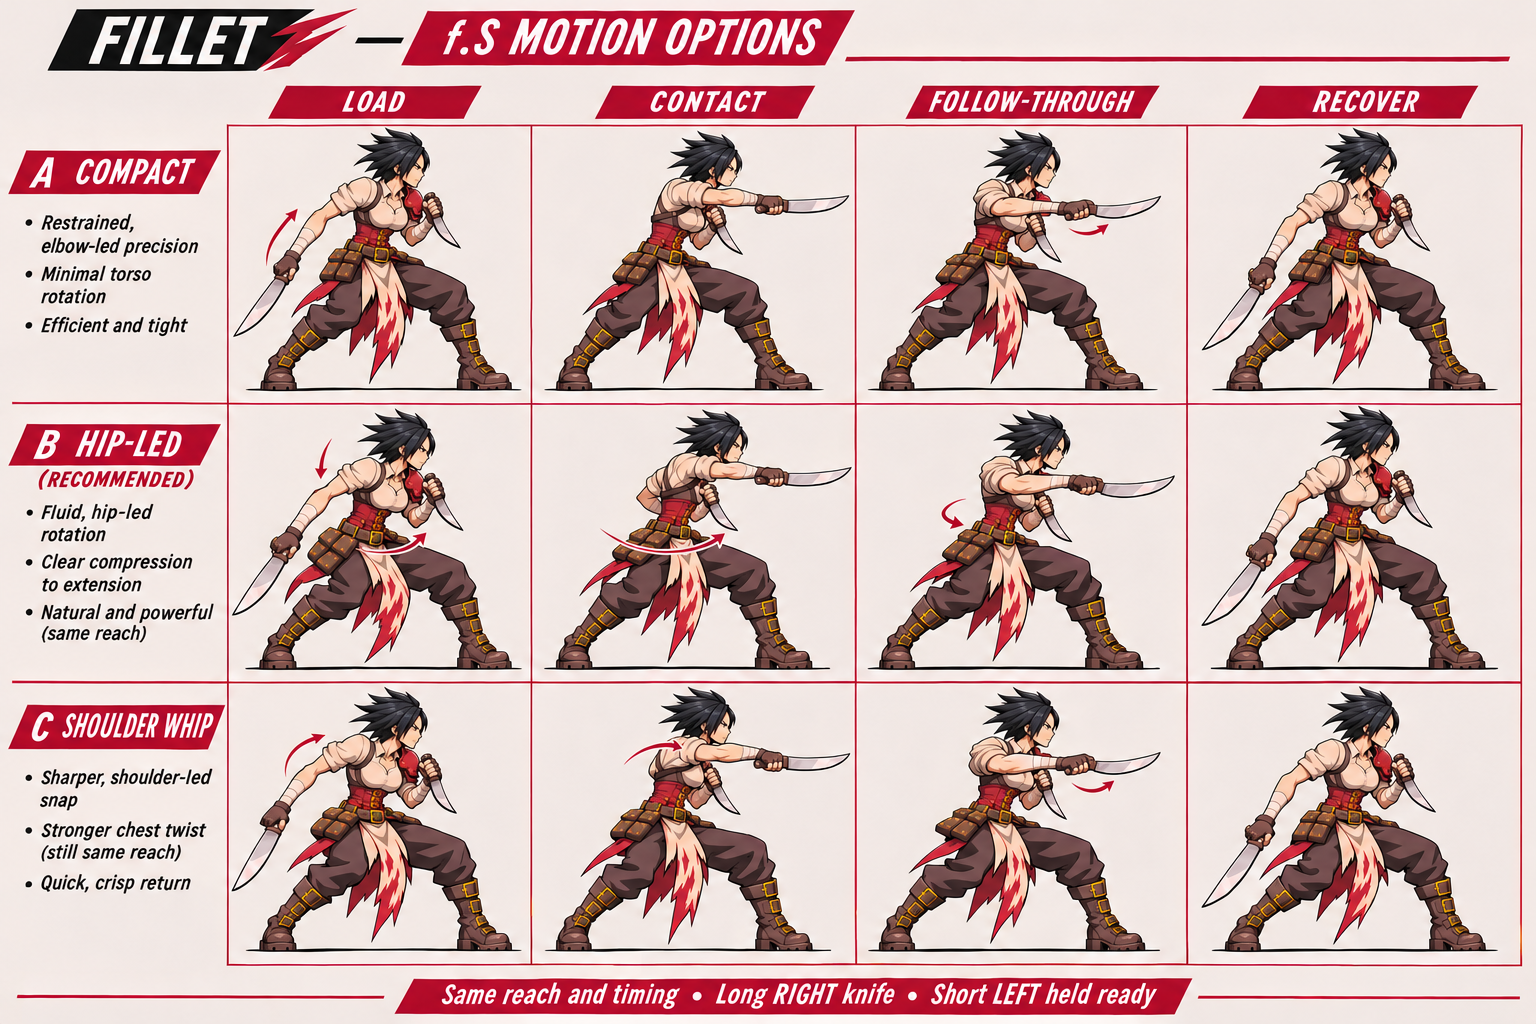 FILLET — f.S MOTION OPTIONS
LOAD CONTACT FOLLOW-THROUGH RECOVER
A COMPACT
• Restrained,
elbow-led precision
• Minimal torso
rotation
• Efficient and tight
B HIP-LED
(RECOMMENDED)
• Fluid, hip-led
rotation
• Clear compression
to extension
• Natural and powerful
(same reach)
C SHOULDER WHIP
• Sharper, shoulder-led
snap
• Stronger chest twist
(still same reach)
• Quick, crisp return
Same reach and timing • Long RIGHT knife • Short LEFT held ready